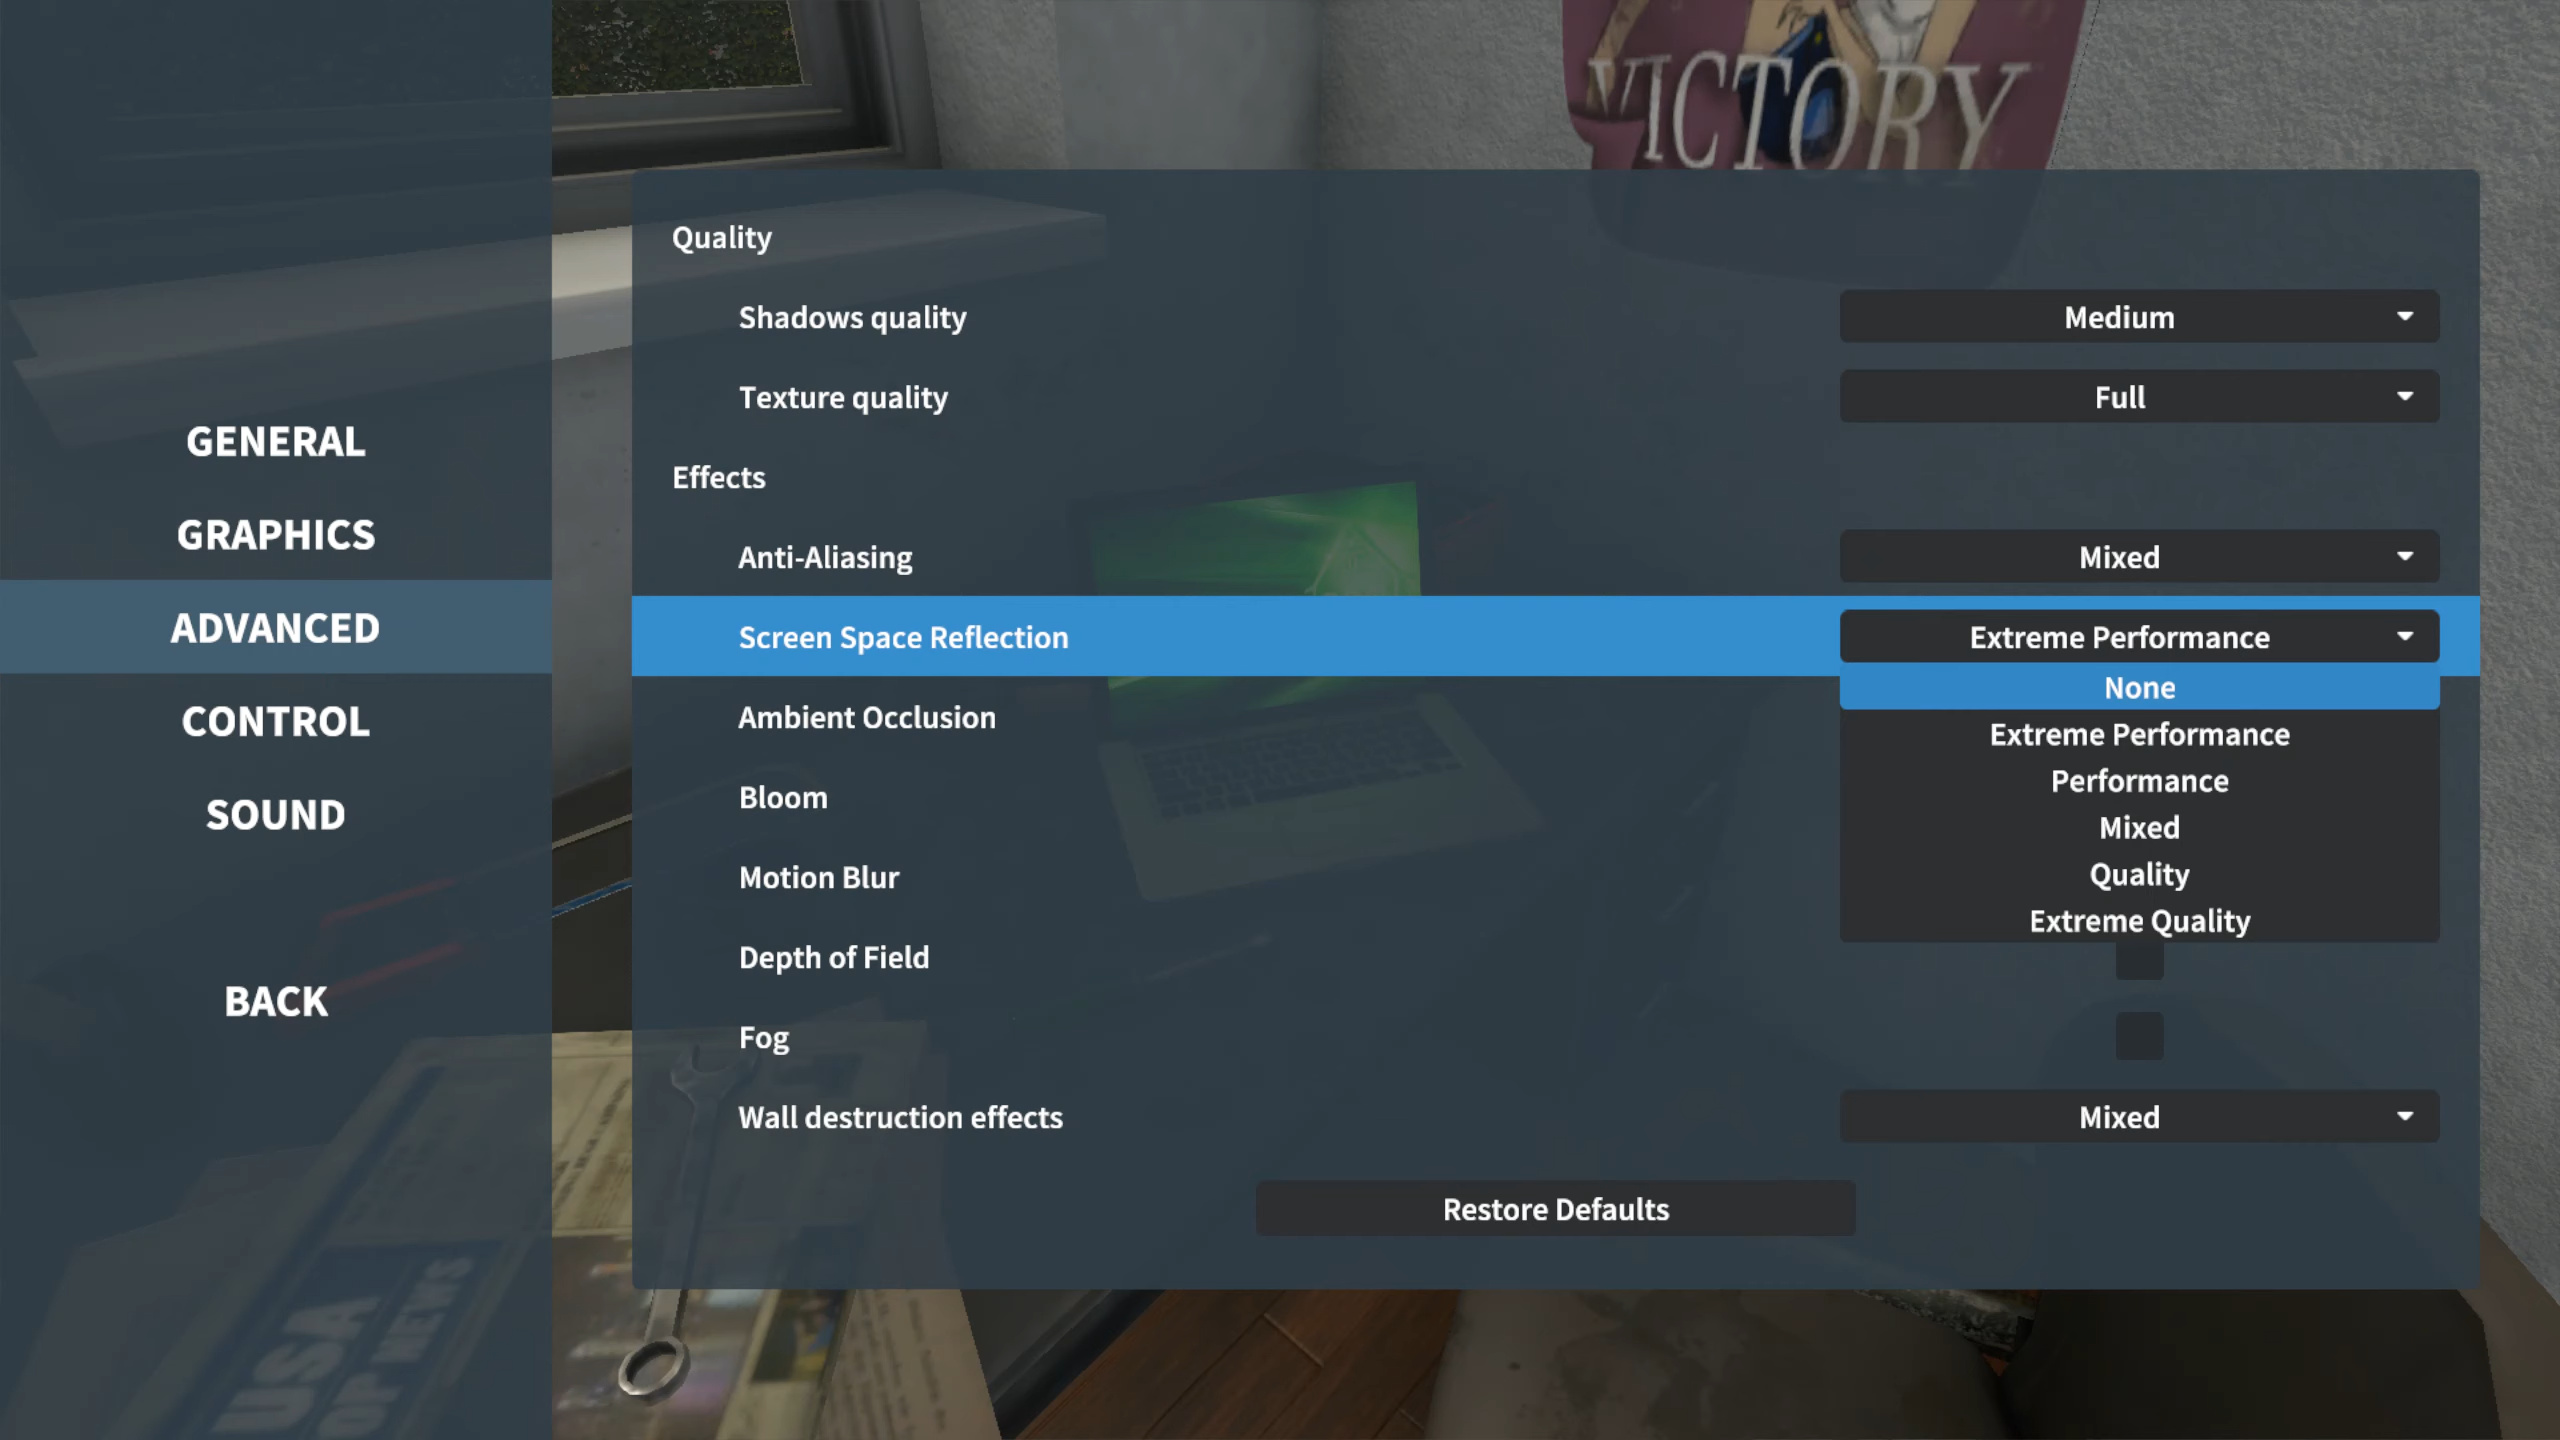 VICTORY
GENERAL
GRAPHICS
ADVANCED
CONTROL
SOUND
BACK
Quality
Shadows quality
Medium
Texture quality
Full
Effects
Anti-Aliasing
Mixed
Screen Space Reflection
Extreme Performance
None
Extreme Performance
Performance
Mixed
Quality
Extreme Quality
Ambient Occlusion
Bloom
Motion Blur
Depth of Field
Fog
Wall destruction effects
Mixed
Restore Defaults
USA
OP NEWS